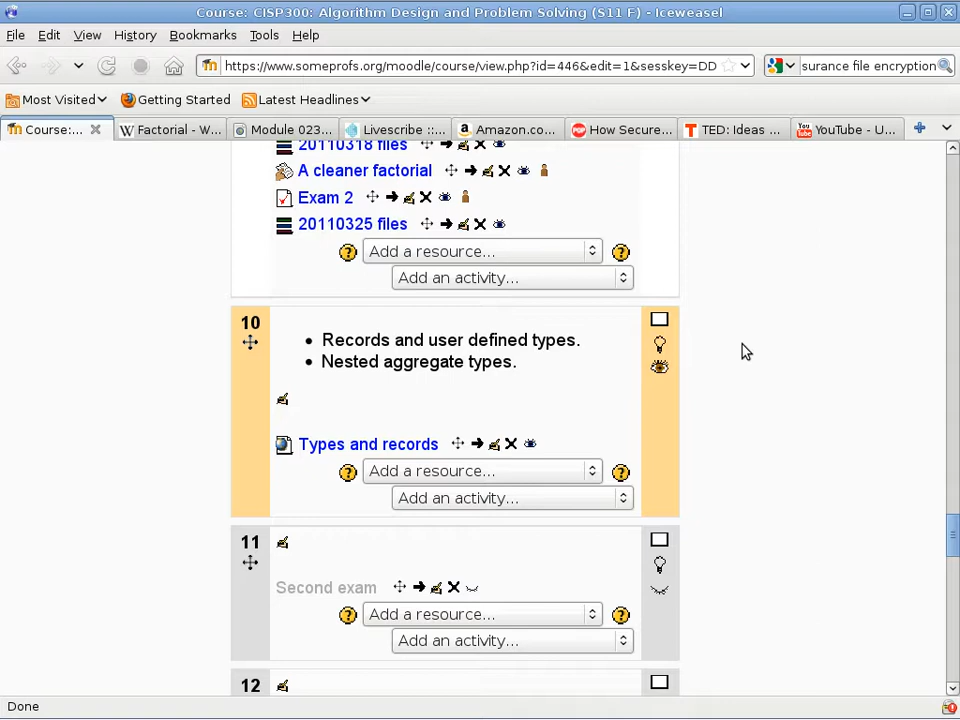 Course: CISP300: Algorithm Design and Problem Solving (S11 F) - Iceweasel
File Edit View History Bookmarks Tools Help
https://www.someprofs.org/moodle/course/view.php?id=446&edit=1&sesskey=DD
surance file encryption
Most Visited Getting Started Latest Headlines
Course:... Factorial - W... Module 023... Livescribe ::... Amazon.co... How Secure... TED: Ideas ... YouTube - U...
20110318 files
A cleaner factorial
Exam 2
20110325 files
Add a resource...
Add an activity...
10
• Records and user defined types.
• Nested aggregate types.
Types and records
Add a resource...
Add an activity...
11
Second exam
Add a resource...
Add an activity...
12
Done